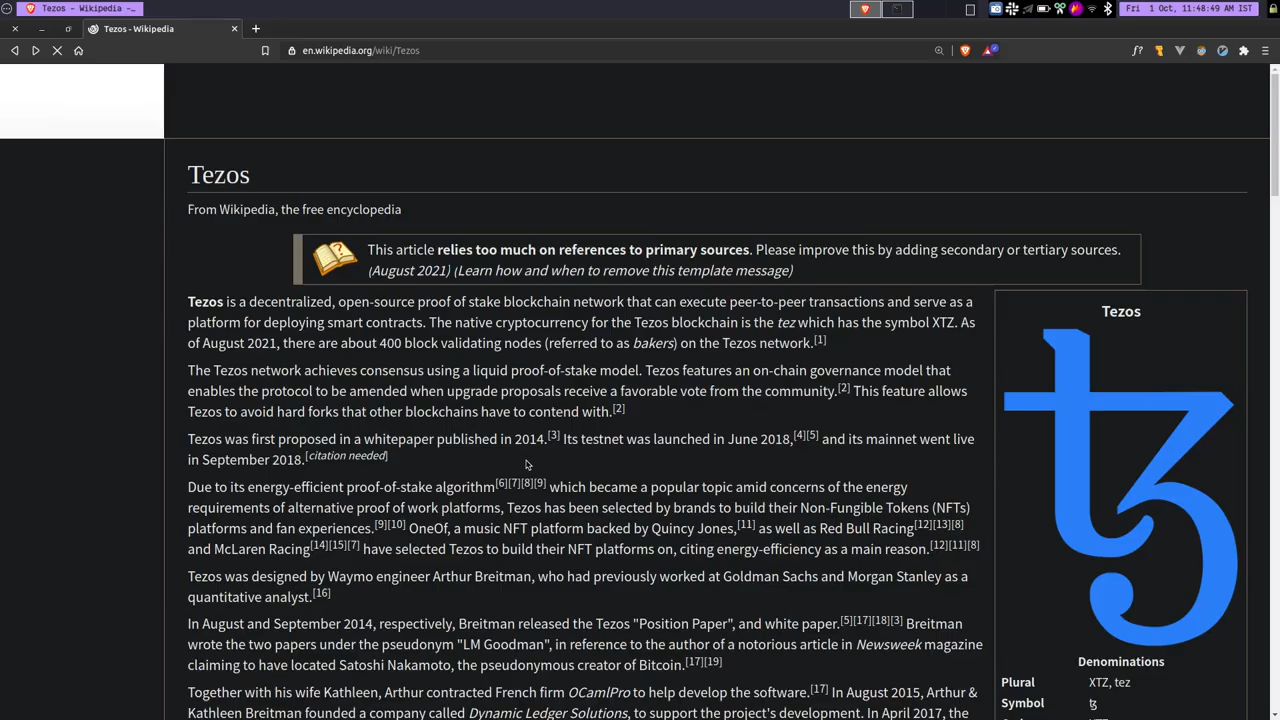 Tezos - Wikipedia -...
Fri 1 Oct, 11:48:49 AM IST
Tezos - Wikipedia
en.wikipedia.org/wiki/Tezos
f?
Tezos
From Wikipedia, the free encyclopedia
This article relies too much on references to primary sources. Please improve this by adding secondary or tertiary sources.
(August 2021) (Learn how and when to remove this template message)
Tezos is a decentralized, open-source proof of stake blockchain network that can execute peer-to-peer transactions and serve as a
platform for deploying smart contracts. The native cryptocurrency for the Tezos blockchain is the tez which has the symbol XTZ. As
of August 2021, there are about 400 block validating nodes (referred to as bakers) on the Tezos network.[1]
The Tezos network achieves consensus using a liquid proof-of-stake model. Tezos features an on-chain governance model that
enables the protocol to be amended when upgrade proposals receive a favorable vote from the community.[2] This feature allows
Tezos to avoid hard forks that other blockchains have to contend with.[2]
Tezos was first proposed in a whitepaper published in 2014.[3] Its testnet was launched in June 2018,[4][5] and its mainnet went live
in September 2018.[citation needed]
Due to its energy-efficient proof-of-stake algorithm[6][7][8][9] which became a popular topic amid concerns of the energy
requirements of alternative proof of work platforms, Tezos has been selected by brands to build their Non-Fungible Tokens (NFTs)
platforms and fan experiences.[9][10] OneOf, a music NFT platform backed by Quincy Jones,[11] as well as Red Bull Racing[12][13][8]
and McLaren Racing[14][15][7] have selected Tezos to build their NFT platforms on, citing energy-efficiency as a main reason.[12][11][8]
Tezos was designed by Waymo engineer Arthur Breitman, who had previously worked at Goldman Sachs and Morgan Stanley as a
quantitative analyst.[16]
In August and September 2014, respectively, Breitman released the Tezos "Position Paper", and white paper.[5][17][18][3] Breitman
wrote the two papers under the pseudonym "LM Goodman", in reference to the author of a notorious article in Newsweek magazine
claiming to have located Satoshi Nakamoto, the pseudonymous creator of Bitcoin.[17][19]
Together with his wife Kathleen, Arthur contracted French firm OCamlPro to help develop the software.[17] In August 2015, Arthur &
Kathleen Breitman founded a company called Dynamic Ledger Solutions, to support the project's development. In April 2017, the
Tezos
ꜩ
Denominations
Plural XTZ, tez
Symbol ꜩ